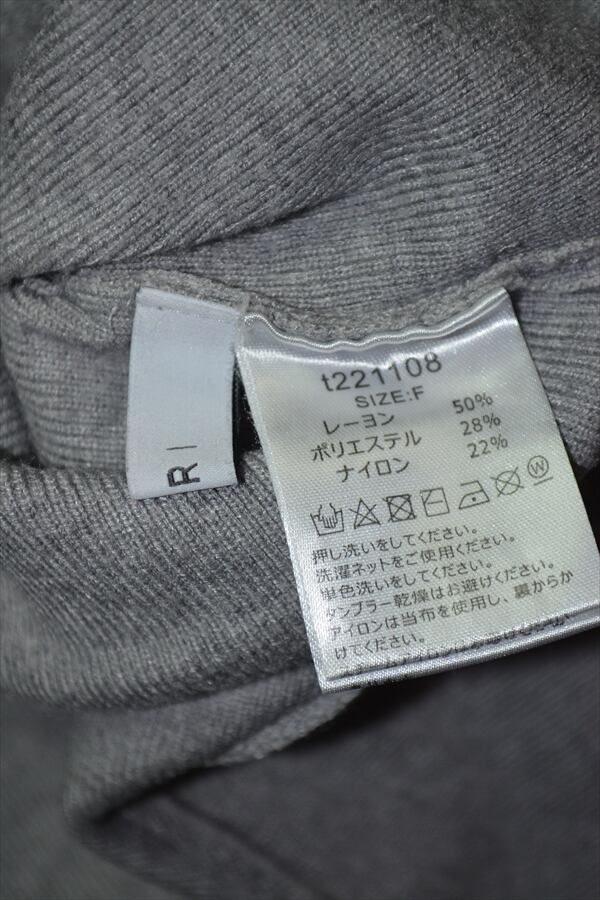 t221108
SIZE:F
レーヨン 50%
ポリエステル 28%
ナイロン 22%
押し洗いをしてください。
洗濯ネットをご使用ください。
単色洗いをしてください。
タンブラー乾燥はお避けください。
アイロンは当布を使用し、裏からか
けてください。
R